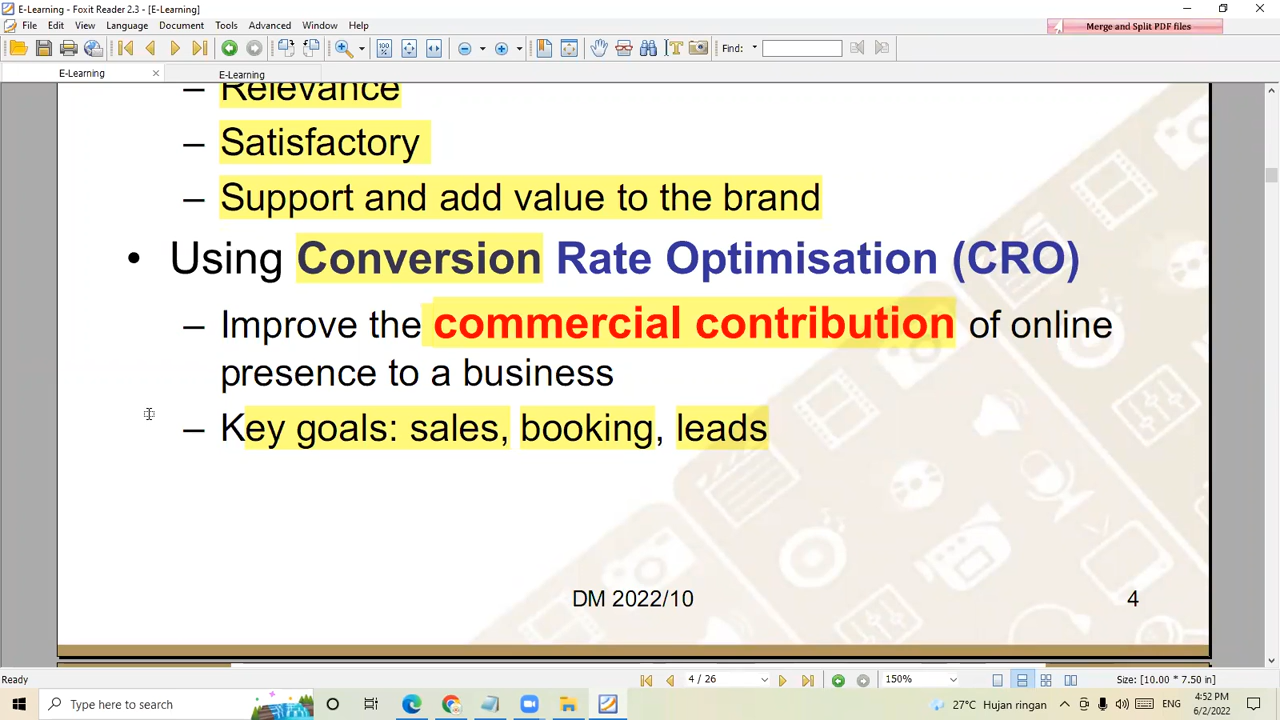 E-Learning - Foxit Reader 2.3 - [E-Learning]
File Edit View Language Document Tools Advanced Window Help
Merge and Split PDF files
Find:
E-Learning
E-Learning
– Relevance
– Satisfactory
– Support and add value to the brand
• Using Conversion Rate Optimisation (CRO)
– Improve the commercial contribution of online
presence to a business
– Key goals: sales, booking, leads
DM 2022/10
4
Ready
4 / 26
150%
Size: [10.00 * 7.50 in]
Type here to search
27°C Hujan ringan
ENG
4:52 PM
6/2/2022